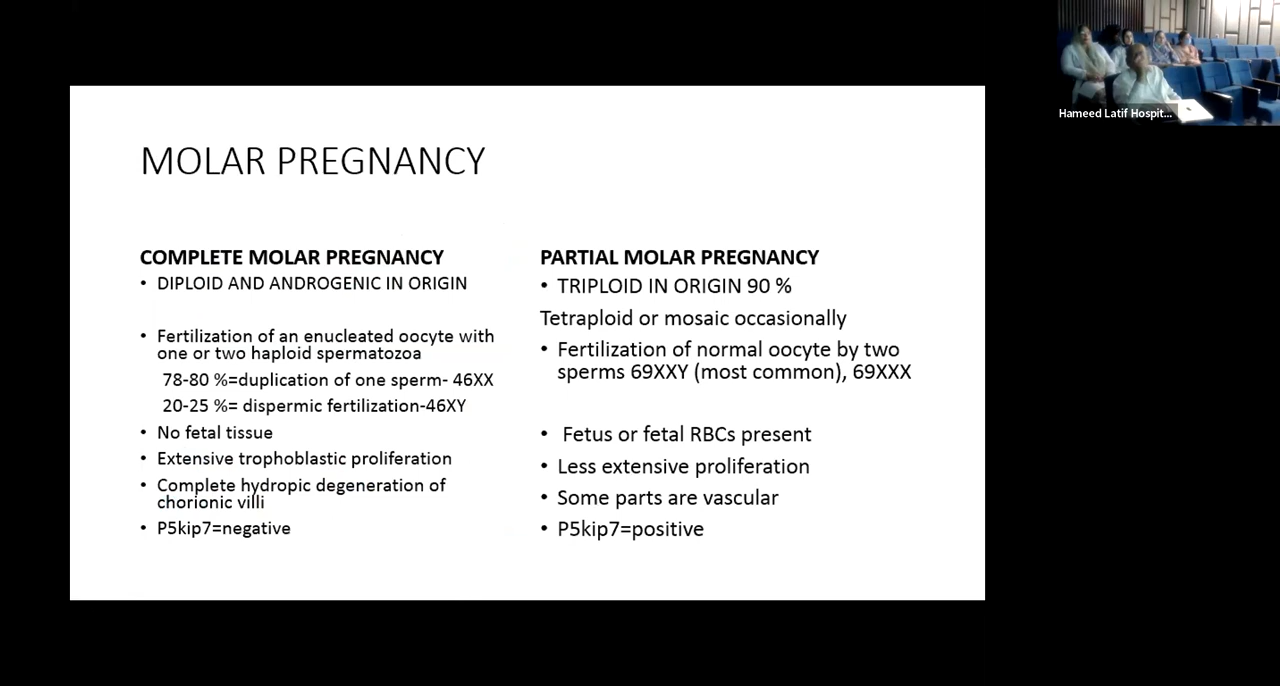 MOLAR PREGNANCY
COMPLETE MOLAR PREGNANCY
• DIPLOID AND ANDROGENIC IN ORIGIN
• Fertilization of an enucleated oocyte with
one or two haploid spermatozoa
78-80 %=duplication of one sperm- 46XX
20-25 %= dispermic fertilization-46XY
• No fetal tissue
• Extensive trophoblastic proliferation
• Complete hydropic degeneration of
chorionic villi
• P5kip7=negative
PARTIAL MOLAR PREGNANCY
• TRIPLOID IN ORIGIN 90 %
Tetraploid or mosaic occasionally
• Fertilization of normal oocyte by two
sperms 69XXY (most common), 69XXX
• Fetus or fetal RBCs present
• Less extensive proliferation
• Some parts are vascular
• P5kip7=positive
Hameed Latif Hospit...